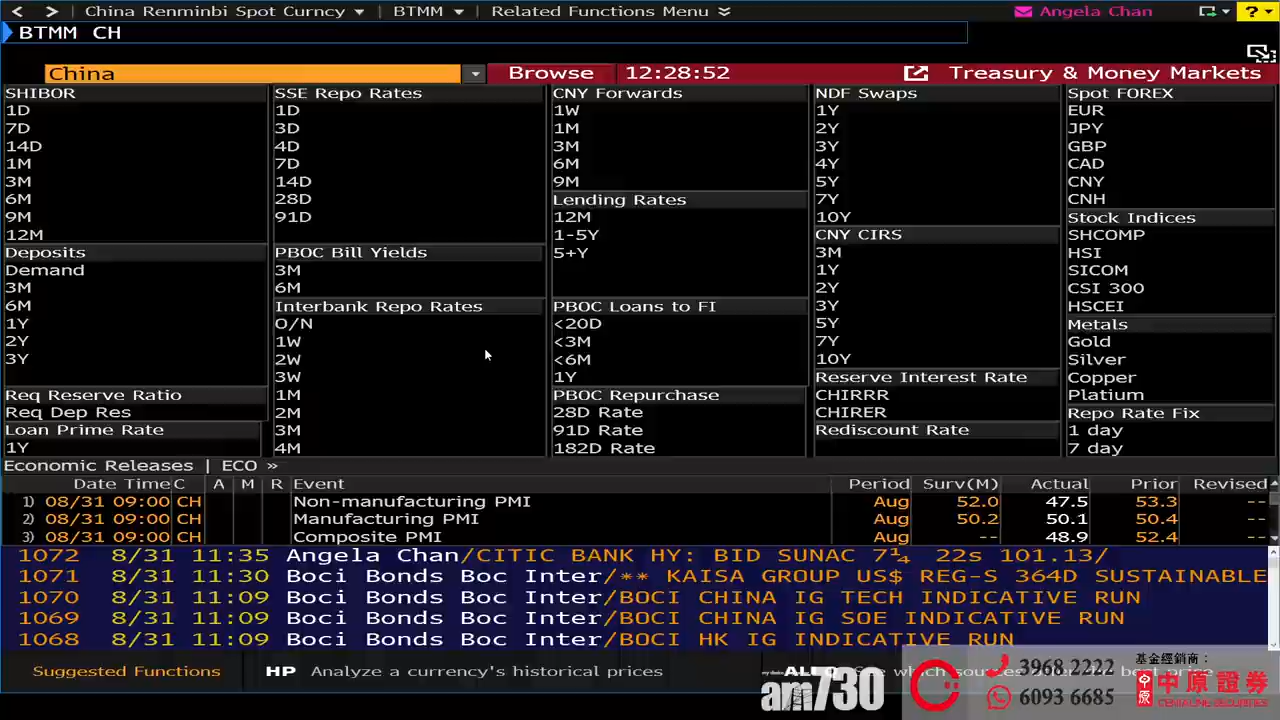 < > China Renminbi Spot Curncy BTMM Related Functions Menu Angela Chan ?
BTMM CH
China Browse 12:28:52 Treasury & Money Markets
SHIBOR
1D
7D
14D
1M
3M
6M
9M
12M
Deposits
Demand
3M
6M
1Y
2Y
3Y
Req Reserve Ratio
Req Dep Res
Loan Prime Rate
1Y
SSE Repo Rates
1D
3D
4D
7D
14D
28D
91D
PBOC Bill Yields
3M
6M
Interbank Repo Rates
O/N
1W
2W
3W
1M
2M
3M
4M
CNY Forwards
1W
1M
3M
6M
9M
Lending Rates
12M
1-5Y
5+Y
PBOC Loans to FI
<20D
<3M
<6M
1Y
PBOC Repurchase
28D Rate
91D Rate
182D Rate
NDF Swaps
1Y
2Y
3Y
4Y
5Y
7Y
10Y
CNY CIRS
3M
1Y
2Y
3Y
5Y
7Y
10Y
Reserve Interest Rate
CHIRRR
CHIRER
Rediscount Rate
Spot FOREX
EUR
JPY
GBP
CAD
CNY
CNH
Stock Indices
SHCOMP
HSI
SICOM
CSI 300
HSCEI
Metals
Gold
Silver
Copper
Platium
Repo Rate Fix
1 day
7 day
Economic Releases | ECO »
Date Time C A M R Event Period Surv(M) Actual Prior Revised
1) 08/31 09:00 CH Non-manufacturing PMI Aug 52.0 47.5 53.3 --
2) 08/31 09:00 CH Manufacturing PMI Aug 50.2 50.1 50.4 --
3) 08/31 09:00 CH Composite PMI Aug -- 48.9 52.4 --
1072 8/31 11:35 Angela Chan/CITIC BANK HY: BID SUNAC 7¼ 22s 101.13/
1071 8/31 11:30 Boci Bonds Boc Inter/** KAISA GROUP US$ REG-S 364D SUSTAINABLE
1070 8/31 11:09 Boci Bonds Boc Inter/BOCI CHINA IG TECH INDICATIVE RUN
1069 8/31 11:09 Boci Bonds Boc Inter/BOCI CHINA IG SOE INDICATIVE RUN
1068 8/31 11:09 Boci Bonds Boc Inter/BOCI HK IG INDICATIVE RUN
Suggested Functions HP Analyze a currency's historical prices
am730
3968 2222
6093 6685
基金經銷商：
中原證券
CENTALINE SECURITIES